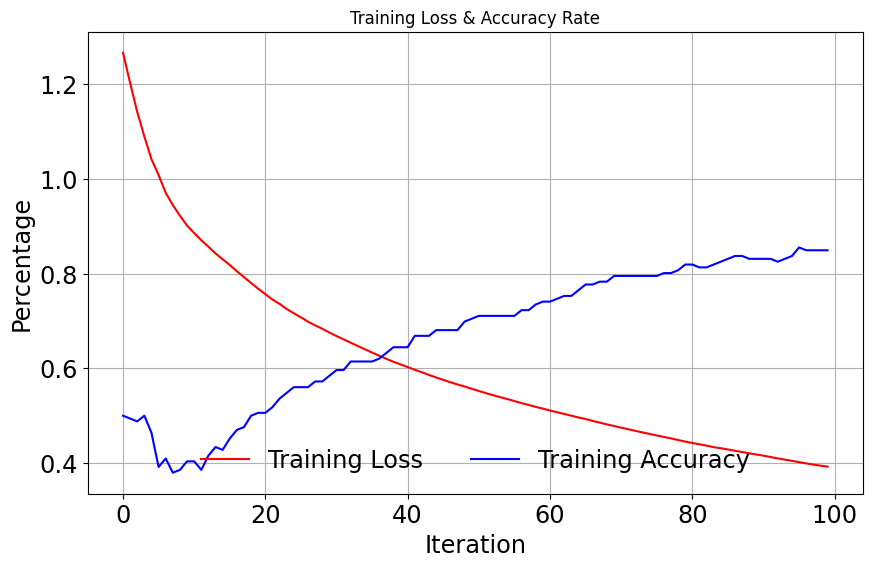 Training Loss & Accuracy Rate
Percentage
1.2
1.0
0.8
0.6
0.4
Training Loss
Training Accuracy
0
20
40
60
80
100
Iteration